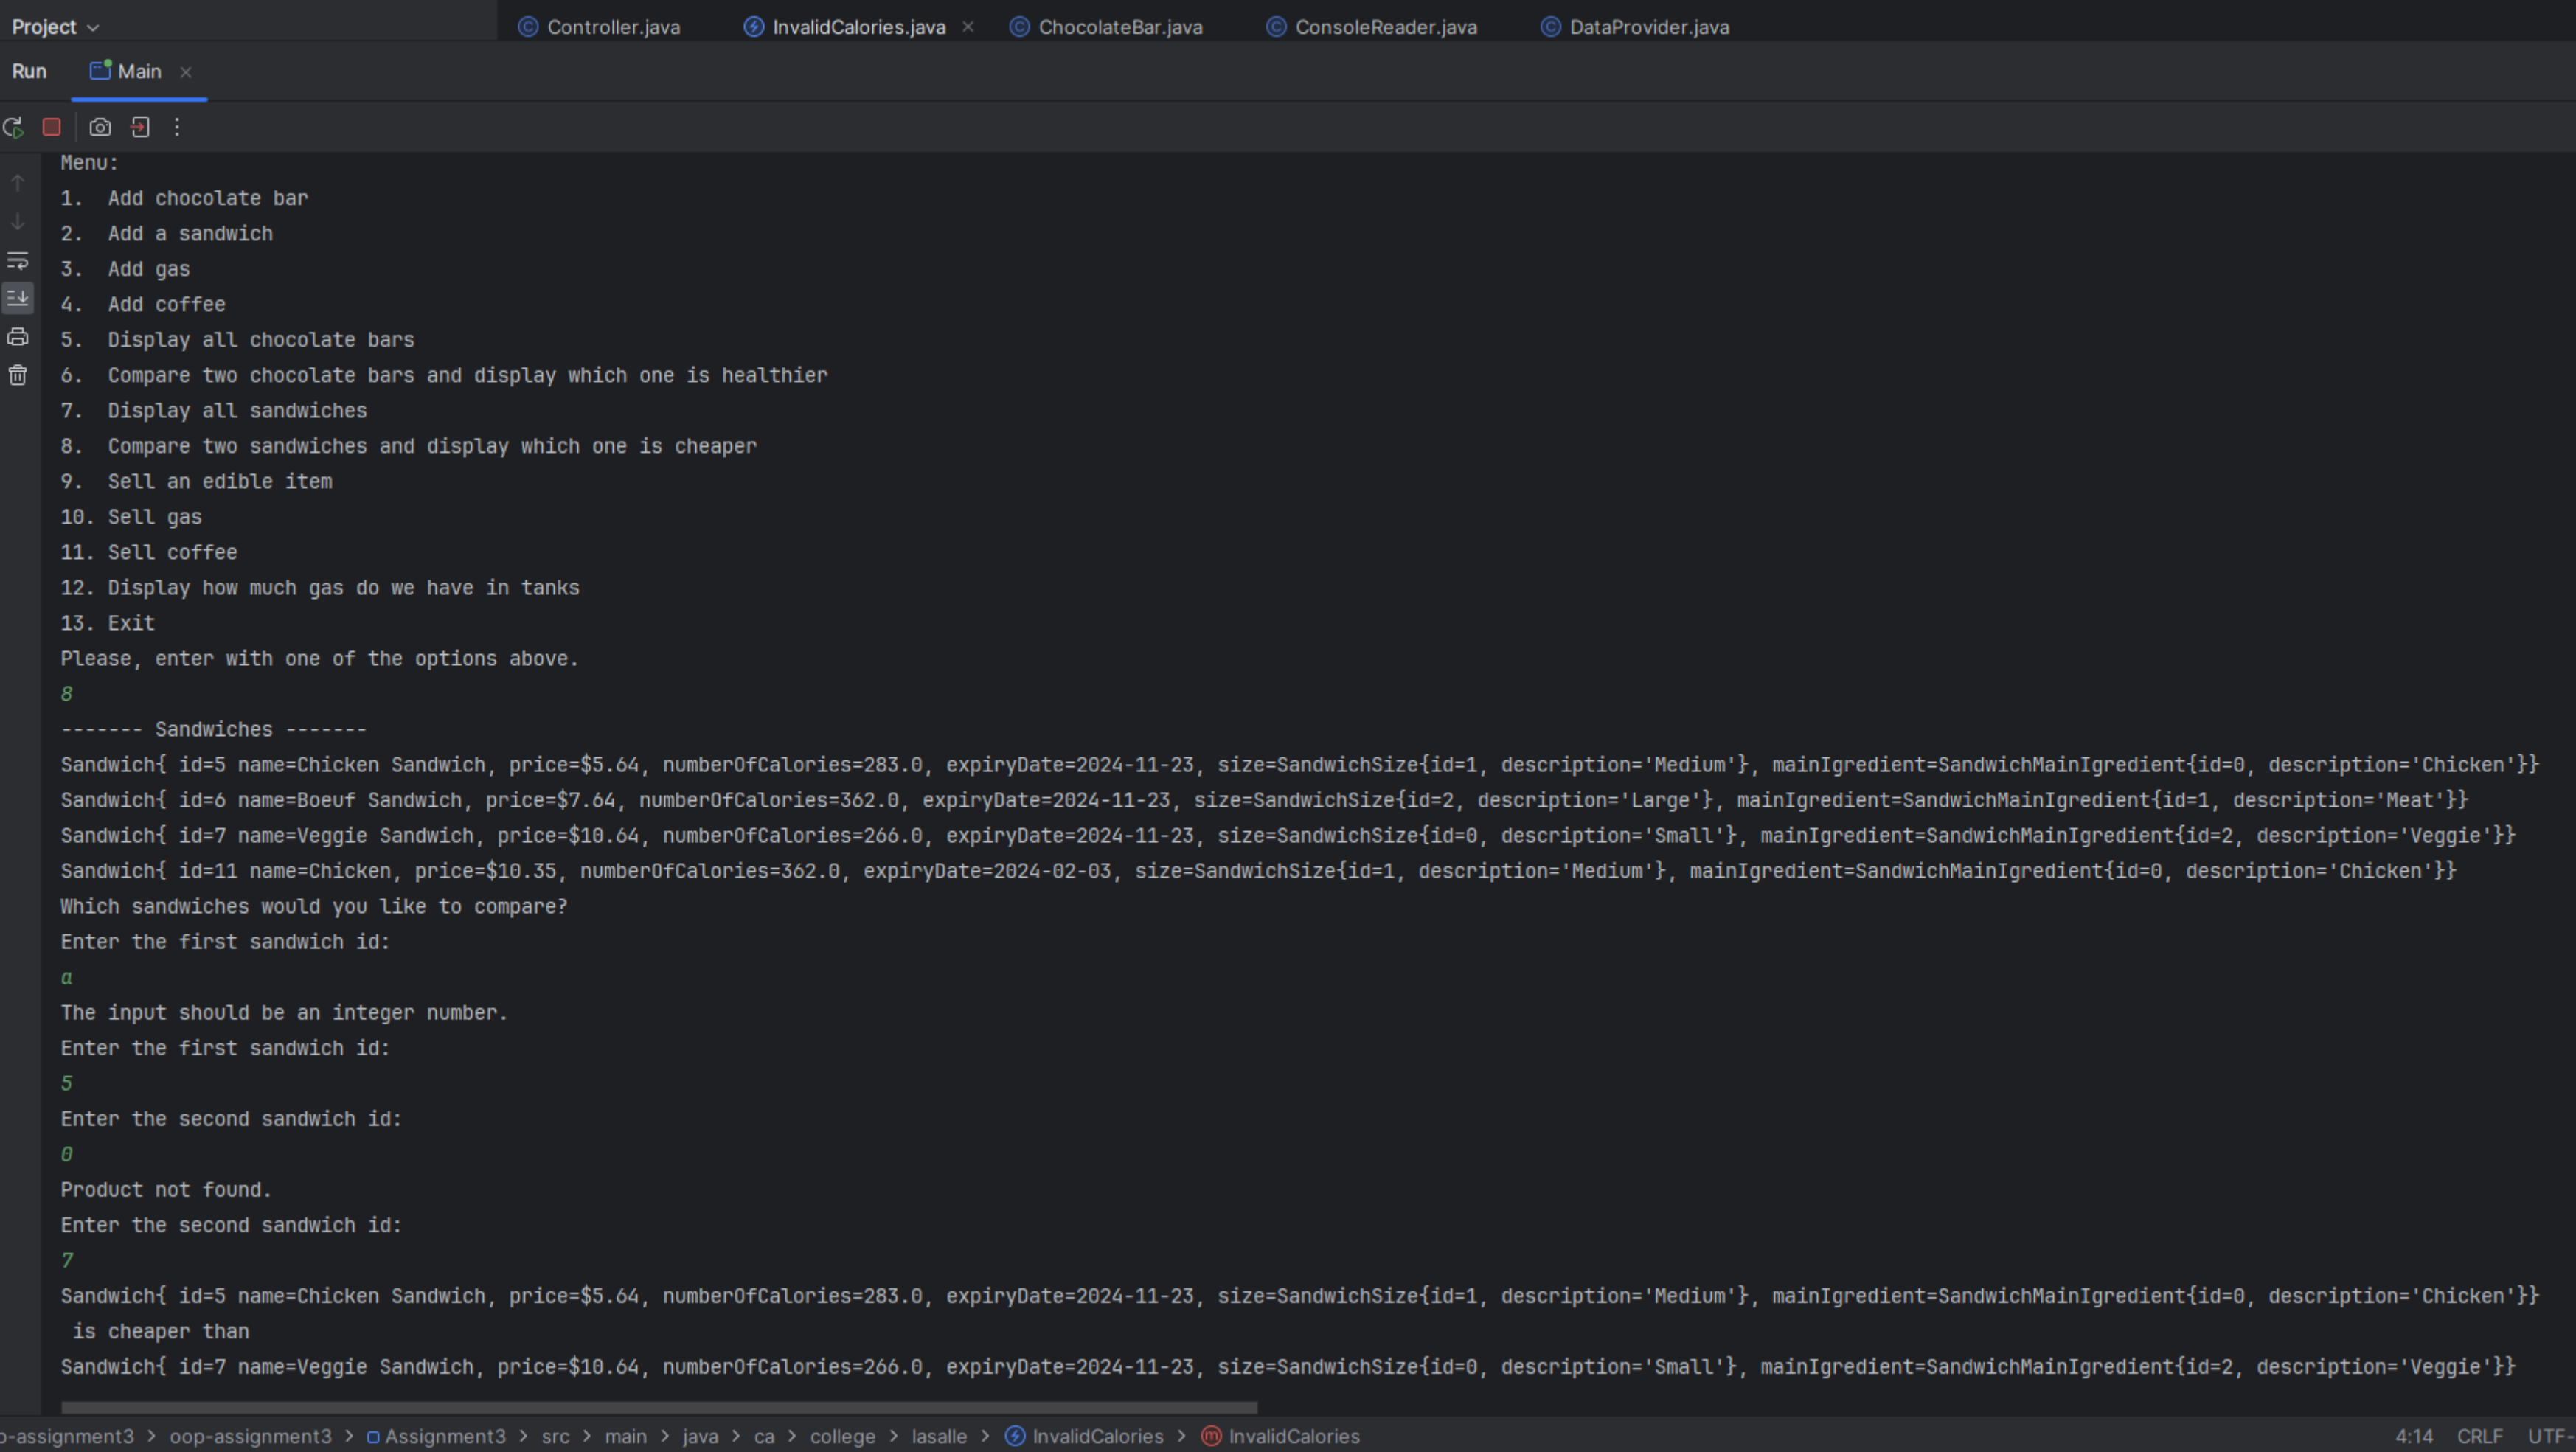 Project
Controller.java InvalidCalories.java ChocolateBar.java ConsoleReader.java DataProvider.java
Run Main
Menu:
1.  Add chocolate bar
2.  Add a sandwich
3.  Add gas
4.  Add coffee
5.  Display all chocolate bars
6.  Compare two chocolate bars and display which one is healthier
7.  Display all sandwiches
8.  Compare two sandwiches and display which one is cheaper
9.  Sell an edible item
10. Sell gas
11. Sell coffee
12. Display how much gas do we have in tanks
13. Exit
Please, enter with one of the options above.
8
------- Sandwiches -------
Sandwich{ id=5 name=Chicken Sandwich, price=$5.64, numberOfCalories=283.0, expiryDate=2024-11-23, size=SandwichSize{id=1, description='Medium'}, mainIgredient=SandwichMainIgredient{id=0, description='Chicken'}}
Sandwich{ id=6 name=Boeuf Sandwich, price=$7.64, numberOfCalories=362.0, expiryDate=2024-11-23, size=SandwichSize{id=2, description='Large'}, mainIgredient=SandwichMainIgredient{id=1, description='Meat'}}
Sandwich{ id=7 name=Veggie Sandwich, price=$10.64, numberOfCalories=266.0, expiryDate=2024-11-23, size=SandwichSize{id=0, description='Small'}, mainIgredient=SandwichMainIgredient{id=2, description='Veggie'}}
Sandwich{ id=11 name=Chicken, price=$10.35, numberOfCalories=362.0, expiryDate=2024-02-03, size=SandwichSize{id=1, description='Medium'}, mainIgredient=SandwichMainIgredient{id=0, description='Chicken'}}
Which sandwiches would you like to compare?
Enter the first sandwich id:
a
The input should be an integer number.
Enter the first sandwich id:
5
Enter the second sandwich id:
0
Product not found.
Enter the second sandwich id:
7
Sandwich{ id=5 name=Chicken Sandwich, price=$5.64, numberOfCalories=283.0, expiryDate=2024-11-23, size=SandwichSize{id=1, description='Medium'}, mainIgredient=SandwichMainIgredient{id=0, description='Chicken'}}
 is cheaper than
Sandwich{ id=7 name=Veggie Sandwich, price=$10.64, numberOfCalories=266.0, expiryDate=2024-11-23, size=SandwichSize{id=0, description='Small'}, mainIgredient=SandwichMainIgredient{id=2, description='Veggie'}}
-assignment3 > oop-assignment3 > Assignment3 > src > main > java > ca > college > lasalle > InvalidCalories > InvalidCalories 4:14 CRLF UTF-